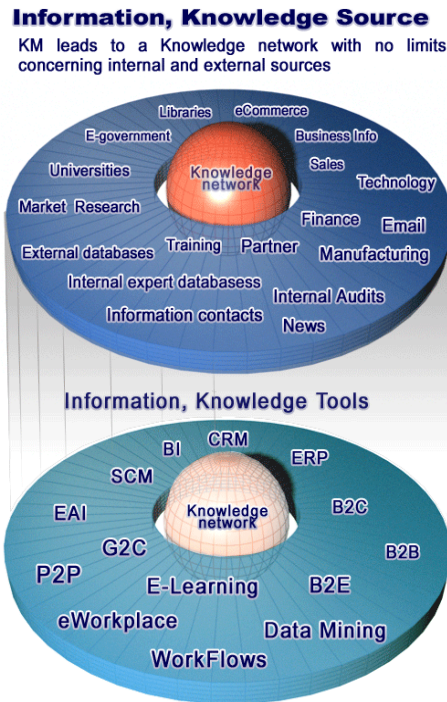 Information, Knowledge Source
KM leads to a Knowledge network with no limits
concerning internal and external sources
Libraries
eCommerce
E-government
Business Info
Universities
Knowledge
network
Sales
Technology
Market Research
Finance
Email
External databases
Training
Partner
Manufacturing
Internal expert databasess
Internal Audits
Information contacts
News
Information, Knowledge Tools
BI
CRM
ERP
SCM
B2C
EAI
Knowledge
network
G2C
B2B
P2P
E-Learning
B2E
eWorkplace
Data Mining
WorkFlows